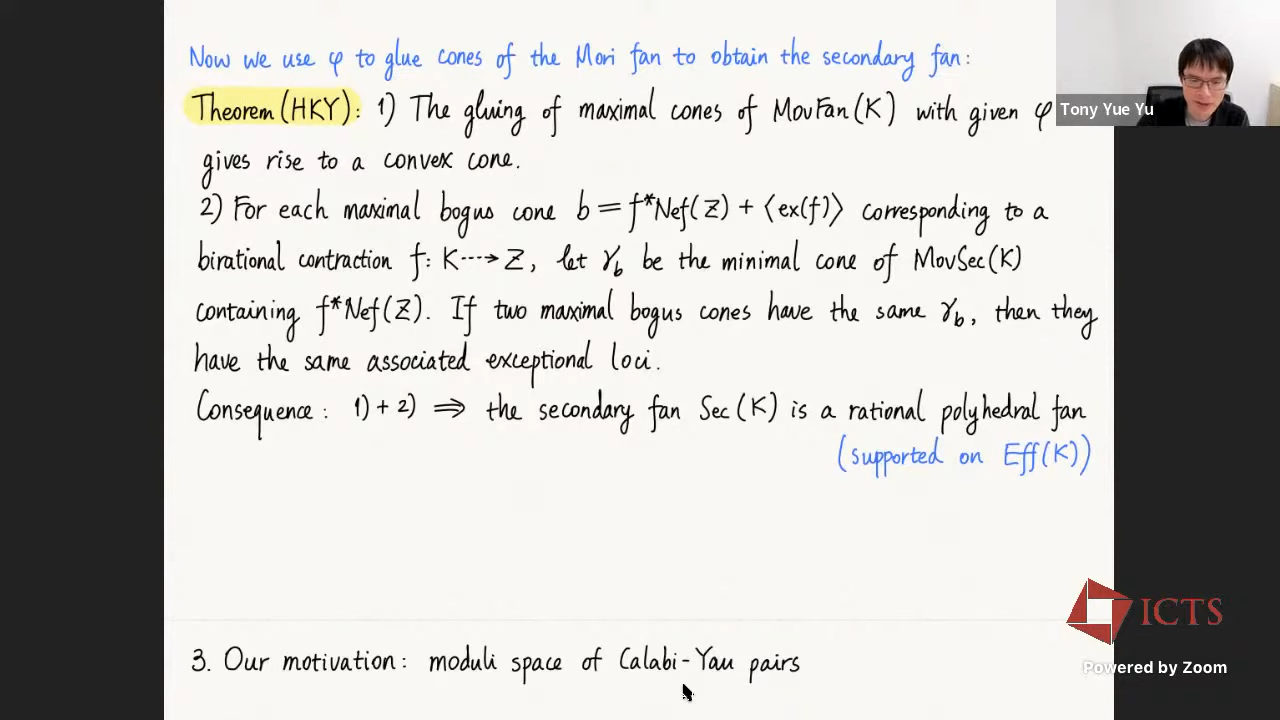 Now we use φ to glue cones of the Mori fan to obtain the secondary fan:
Theorem (HKY): 1) The gluing of maximal cones of MovFan(K) with given φ
gives rise to a convex cone.
2) For each maximal bogus cone b = f*Nef(Z) + ⟨ex(f)⟩ corresponding to a
birational contraction f: K ⇢ Z, let γ_b be the minimal cone of MovSec(K)
containing f*Nef(Z). If two maximal bogus cones have the same γ_b, then they
have the same associated exceptional loci.
Consequence: 1) + 2) ⟹ the secondary fan Sec(K) is a rational polyhedral fan
(supported on Eff(K))
3. Our motivation: moduli space of Calabi-Yau pairs
Tony Yue Yu
ICTS
Powered by Zoom